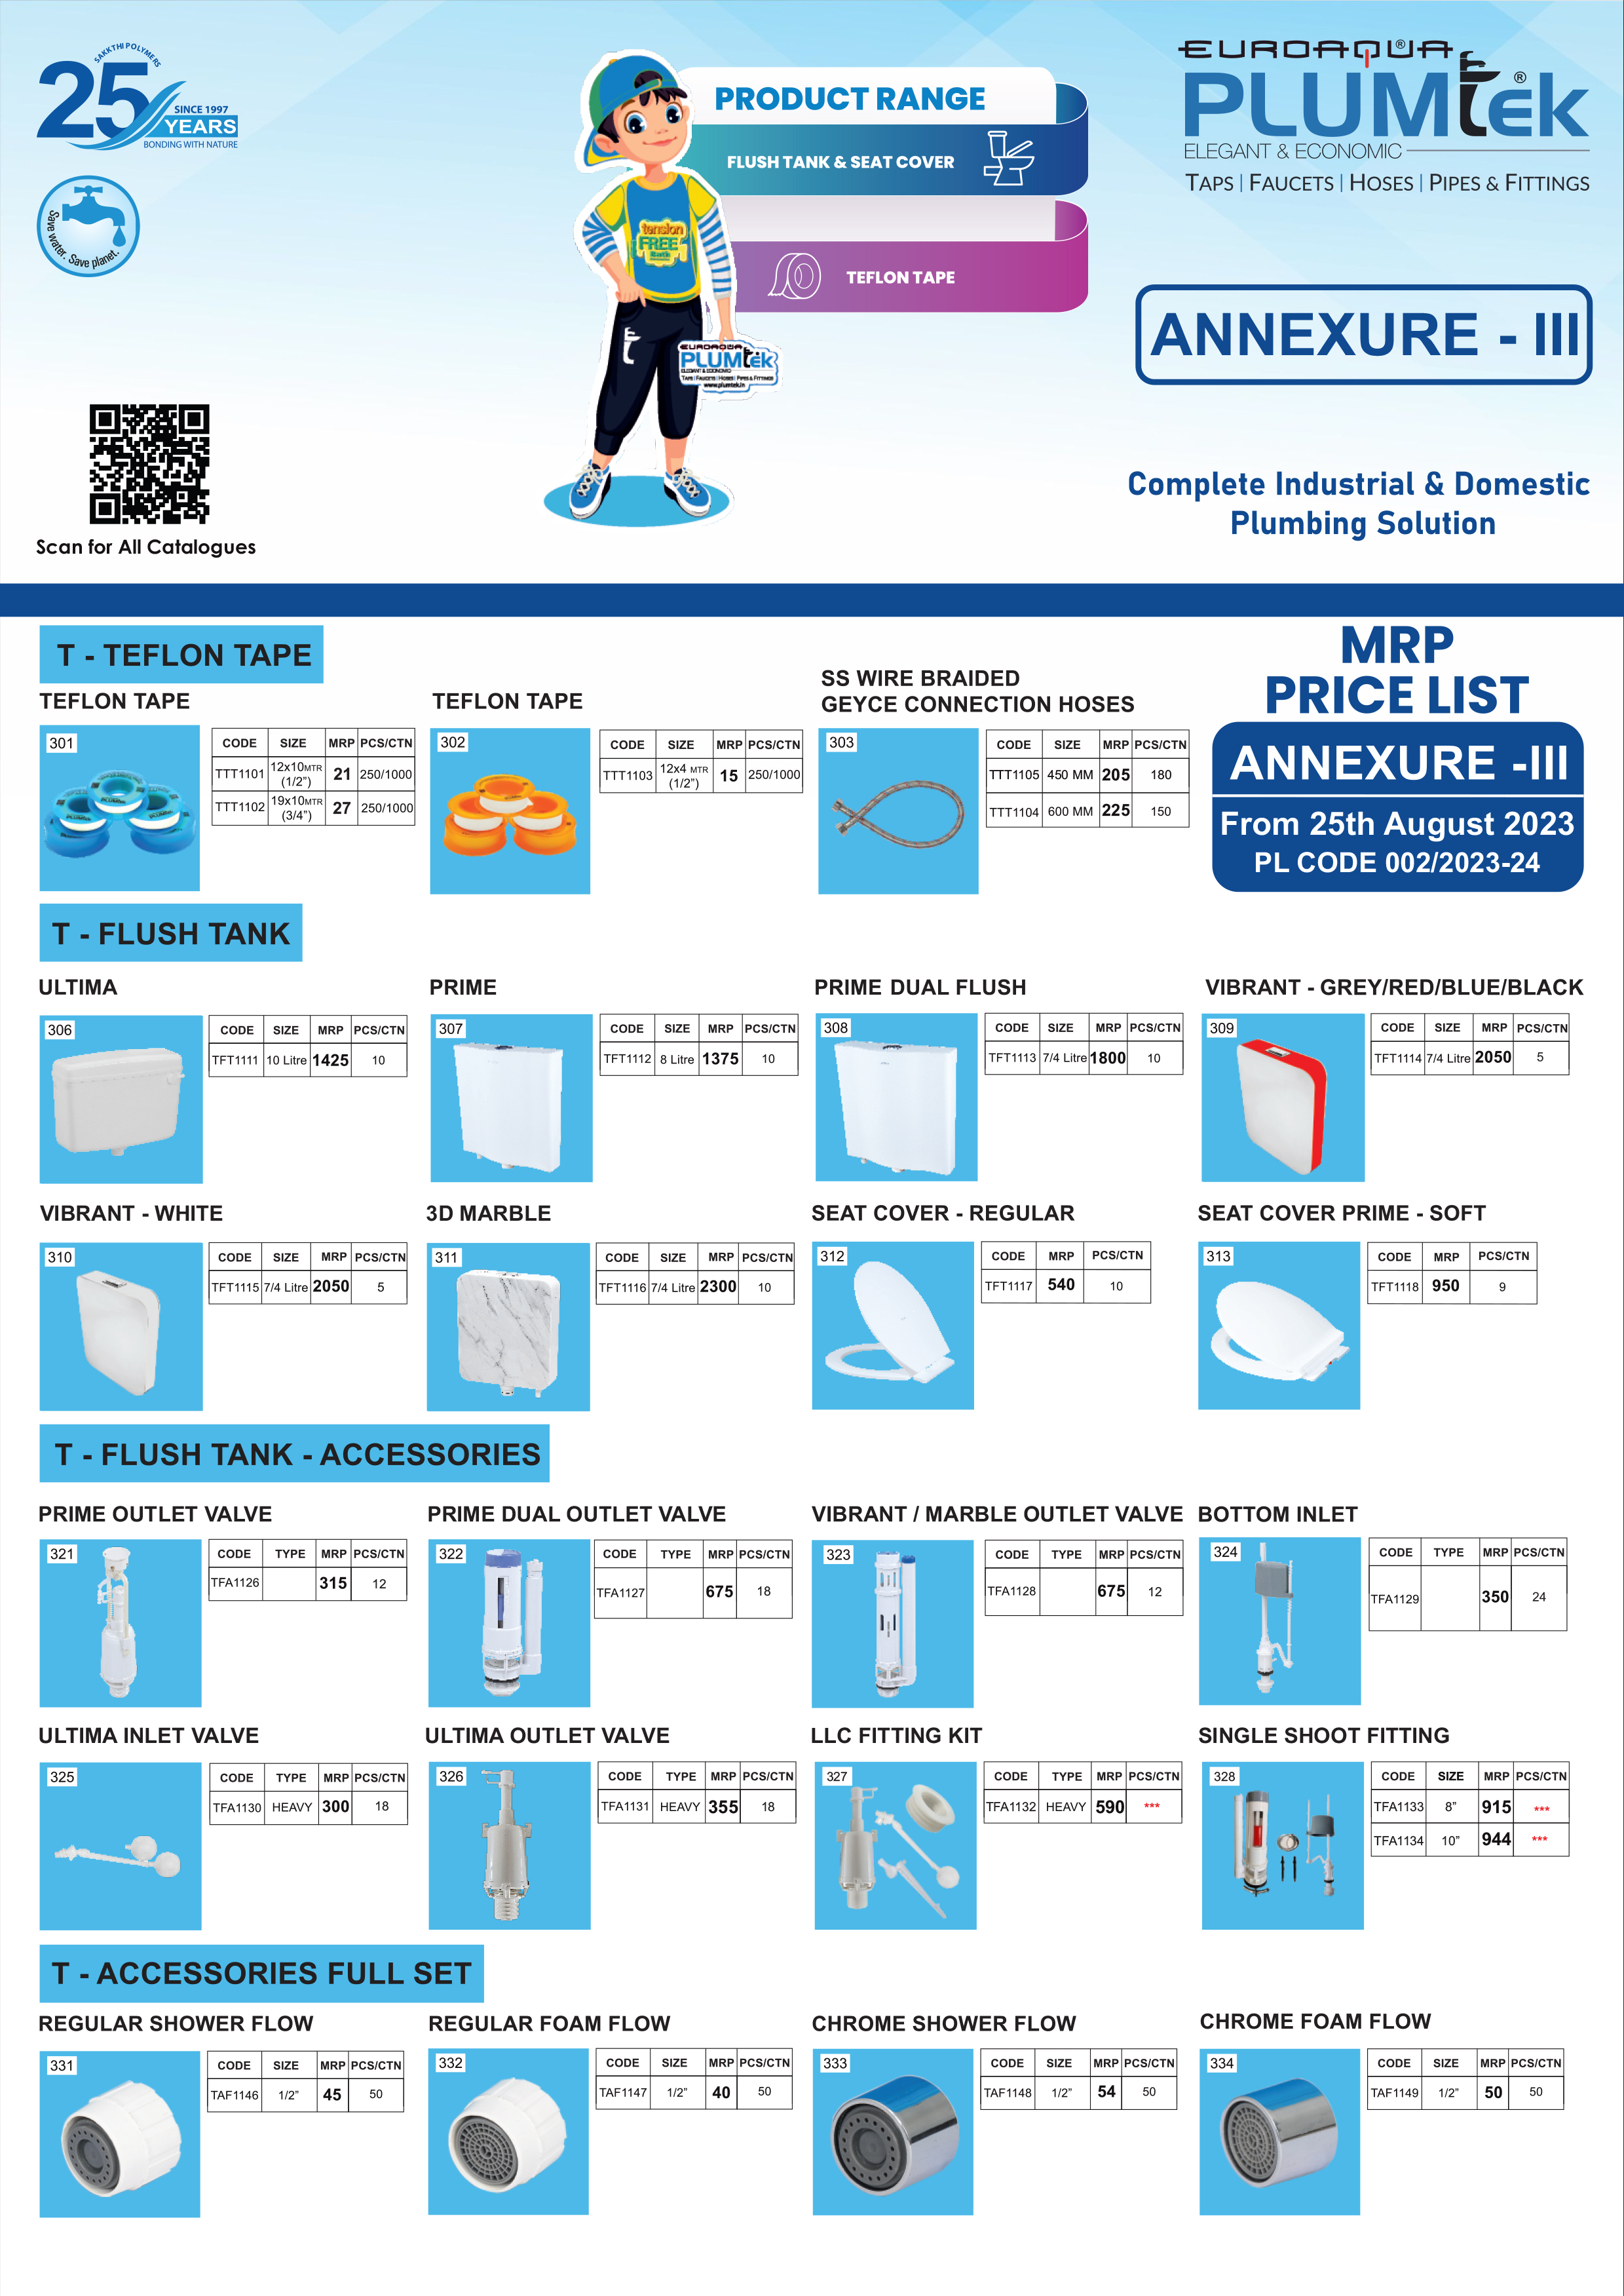 SAKKTHI POLYMERS
25
SINCE 1997
YEARS
BONDING WITH NATURE
Save water. Save planet.
Scan for All Catalogues
PRODUCT RANGE
FLUSH TANK & SEAT COVER
TEFLON TAPE
tension
FREE
EUROAQUA
PLUMtek
ELEGANT & ECONOMIC
TAPS | FAUCETS | HOSES | PIPES & FITTINGS
www.plumtek.in
EUROAQUA®
PLUMtek®
ELEGANT & ECONOMIC
TAPS | FAUCETS | HOSES | PIPES & FITTINGS
ANNEXURE - III
Complete Industrial & Domestic
Plumbing Solution
MRP
PRICE LIST
ANNEXURE -III
From 25th August 2023
PL CODE 002/2023-24
T - TEFLON TAPE
TEFLON TAPE
301
CODE SIZE MRP PCS/CTN
TTT1101 12x10MTR (1/2”) 21 250/1000
TTT1102 19x10MTR (3/4”) 27 250/1000
TEFLON TAPE
302
CODE SIZE MRP PCS/CTN
TTT1103 12x4 MTR (1/2”) 15 250/1000
SS WIRE BRAIDED
GEYCE CONNECTION HOSES
303
CODE SIZE MRP PCS/CTN
TTT1105 450 MM 205 180
TTT1104 600 MM 225 150
T - FLUSH TANK
ULTIMA
306
CODE SIZE MRP PCS/CTN
TFT1111 10 Litre 1425 10
PRIME
307
CODE SIZE MRP PCS/CTN
TFT1112 8 Litre 1375 10
PRIME DUAL FLUSH
308
CODE SIZE MRP PCS/CTN
TFT1113 7/4 Litre 1800 10
VIBRANT - GREY/RED/BLUE/BLACK
309
CODE SIZE MRP PCS/CTN
TFT1114 7/4 Litre 2050 5
VIBRANT - WHITE
310
CODE SIZE MRP PCS/CTN
TFT1115 7/4 Litre 2050 5
3D MARBLE
311
CODE SIZE MRP PCS/CTN
TFT1116 7/4 Litre 2300 10
SEAT COVER - REGULAR
312
CODE MRP PCS/CTN
TFT1117 540 10
SEAT COVER PRIME - SOFT
313
CODE MRP PCS/CTN
TFT1118 950 9
T - FLUSH TANK - ACCESSORIES
PRIME OUTLET VALVE
321
CODE TYPE MRP PCS/CTN
TFA1126 315 12
PRIME DUAL OUTLET VALVE
322
CODE TYPE MRP PCS/CTN
TFA1127 675 18
VIBRANT / MARBLE OUTLET VALVE
323
CODE TYPE MRP PCS/CTN
TFA1128 675 12
BOTTOM INLET
324
CODE TYPE MRP PCS/CTN
TFA1129 350 24
ULTIMA INLET VALVE
325
CODE TYPE MRP PCS/CTN
TFA1130 HEAVY 300 18
ULTIMA OUTLET VALVE
326
CODE TYPE MRP PCS/CTN
TFA1131 HEAVY 355 18
LLC FITTING KIT
327
CODE TYPE MRP PCS/CTN
TFA1132 HEAVY 590 ***
SINGLE SHOOT FITTING
328
CODE SIZE MRP PCS/CTN
TFA1133 8” 915 ***
TFA1134 10” 944 ***
T - ACCESSORIES FULL SET
REGULAR SHOWER FLOW
331
CODE SIZE MRP PCS/CTN
TAF1146 1/2” 45 50
REGULAR FOAM FLOW
332
CODE SIZE MRP PCS/CTN
TAF1147 1/2” 40 50
CHROME SHOWER FLOW
333
CODE SIZE MRP PCS/CTN
TAF1148 1/2” 54 50
CHROME FOAM FLOW
334
CODE SIZE MRP PCS/CTN
TAF1149 1/2” 50 50